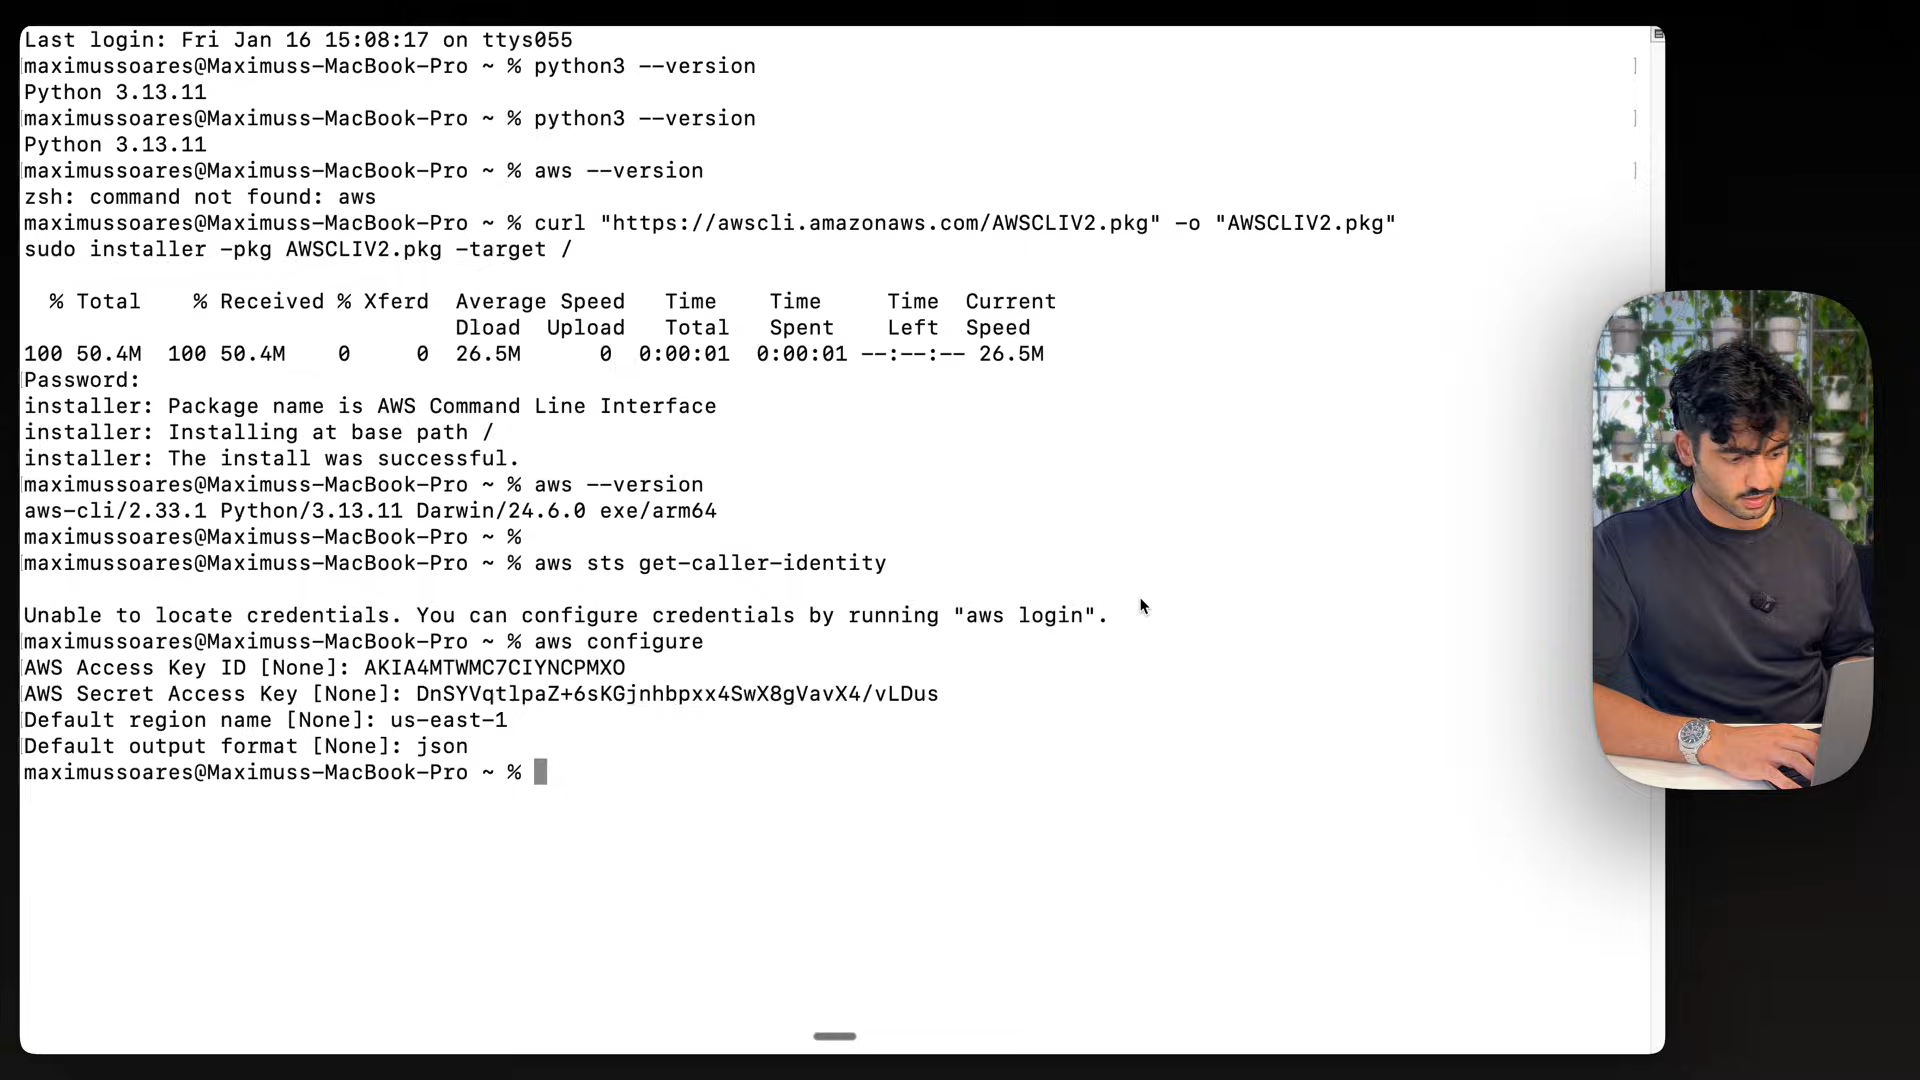 Last login: Fri Jan 16 15:08:17 on ttys055
maximussoares@Maximuss-MacBook-Pro ~ % python3 --version
Python 3.13.11
maximussoares@Maximuss-MacBook-Pro ~ % python3 --version
Python 3.13.11
maximussoares@Maximuss-MacBook-Pro ~ % aws --version
zsh: command not found: aws
maximussoares@Maximuss-MacBook-Pro ~ % curl "https://awscli.amazonaws.com/AWSCLIV2.pkg" -o "AWSCLIV2.pkg"
sudo installer -pkg AWSCLIV2.pkg -target /
% Total % Received % Xferd Average Speed Time Time Time Current
Dload Upload Total Spent Left Speed
100 50.4M 100 50.4M 0 0 26.5M 0 0:00:01 0:00:01 --:--:-- 26.5M
Password:
installer: Package name is AWS Command Line Interface
installer: Installing at base path /
installer: The install was successful.
maximussoares@Maximuss-MacBook-Pro ~ % aws --version
aws-cli/2.33.1 Python/3.13.11 Darwin/24.6.0 exe/arm64
maximussoares@Maximuss-MacBook-Pro ~ %
maximussoares@Maximuss-MacBook-Pro ~ % aws sts get-caller-identity
Unable to locate credentials. You can configure credentials by running "aws login".
maximussoares@Maximuss-MacBook-Pro ~ % aws configure
AWS Access Key ID [None]: AKIA4MTWMC7CIYNCPMXO
AWS Secret Access Key [None]: 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
Default region name [None]: us-east-1
Default output format [None]: json
maximussoares@Maximuss-MacBook-Pro ~ %